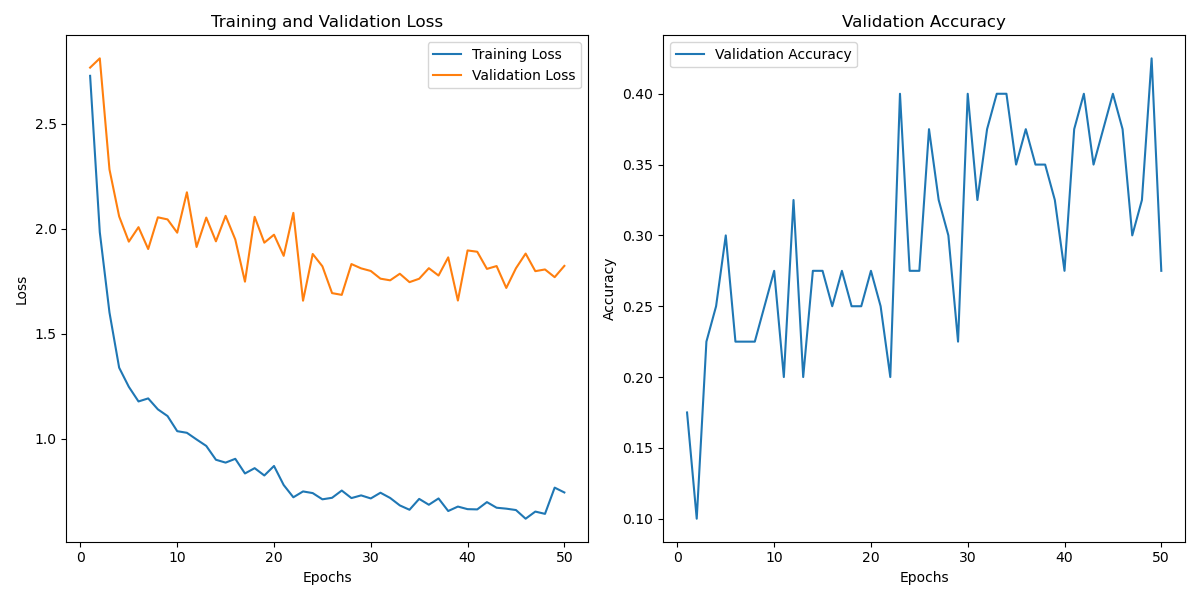 Training and Validation Loss
Training Loss
Validation Loss
2.5
2.0
1.5
1.0
Loss
0 10 20 30 40 50
Epochs
Validation Accuracy
Validation Accuracy
0.40
0.35
0.30
0.25
0.20
0.15
0.10
Accuracy
0 10 20 30 40 50
Epochs